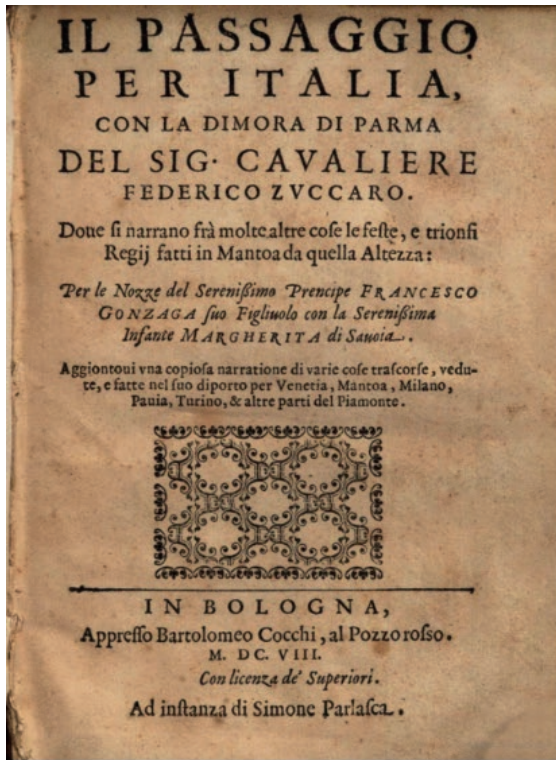 IL PASSAGGIO
PER ITALIA,
CON LA DIMORA DI PARMA
DEL SIG. CAVALIERE
FEDERICO ZVCCARO.
Doue ſi narrano frà molte altre coſe le feſte, e trionfi
Regij fatti in Mantoa da quella Altezza:
Per le Nozze del Sereniſſimo Prencipe FRANCESCO
GONZAGA ſuo Figliuolo con la Sereniſſima
Infante MARGHERITA di Sauoia.
Aggiontoui vna copioſa narratione di varie coſe traſcorſe, vedu-
te, e fatte nel ſuo diporto per Venetia, Mantoa, Milano,
Pauia, Turino, & altre parti del Piamonte.
IN BOLOGNA,
Appreſſo Bartolomeo Cocchi, al Pozzo roſſo.
M. DC. VIII.
Con licenza de' Superiori.
Ad inſtanza di Simone Parlaſca.